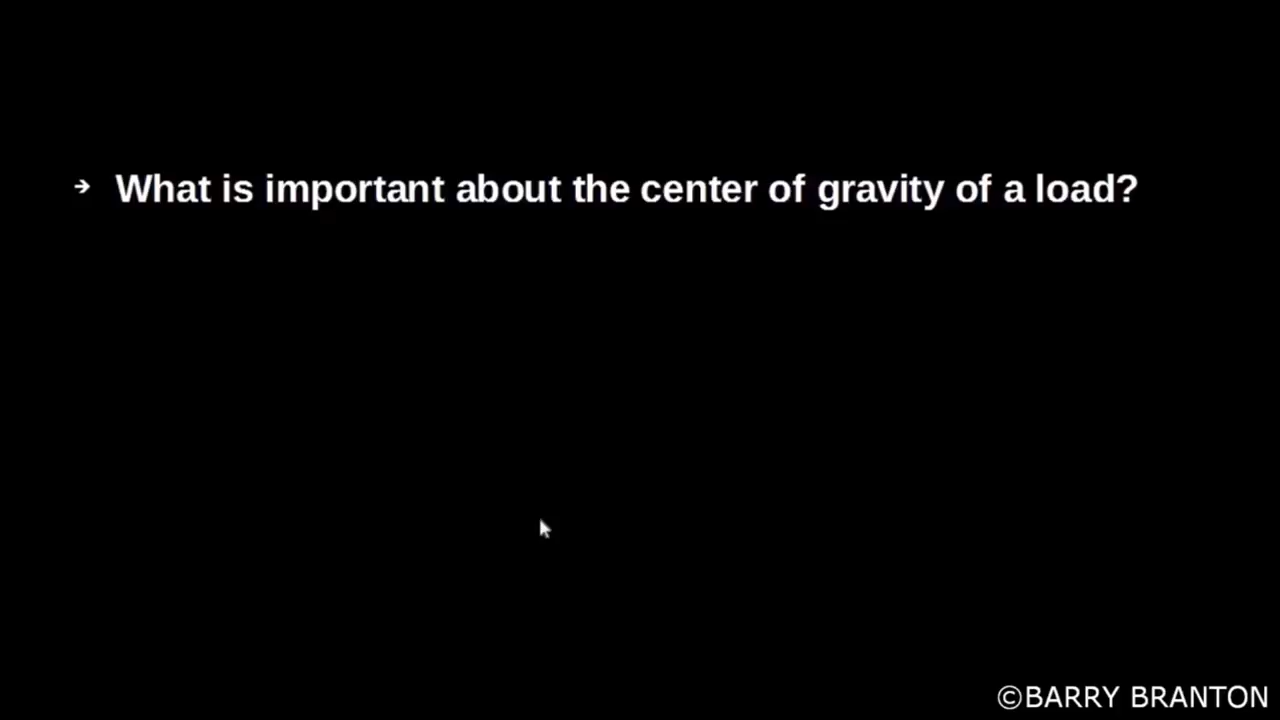 ➔ What is important about the center of gravity of a load?
©BARRY BRANTON